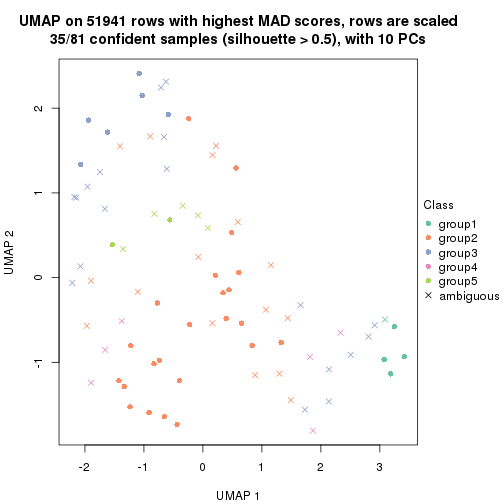 UMAP on 51941 rows with highest MAD scores, rows are scaled
35/81 confident samples (silhouette > 0.5), with 10 PCs
UMAP 2
2
1
0
-1
-2
-1
0
1
2
3
UMAP 1
Class
group1
group2
group3
group4
group5
ambiguous